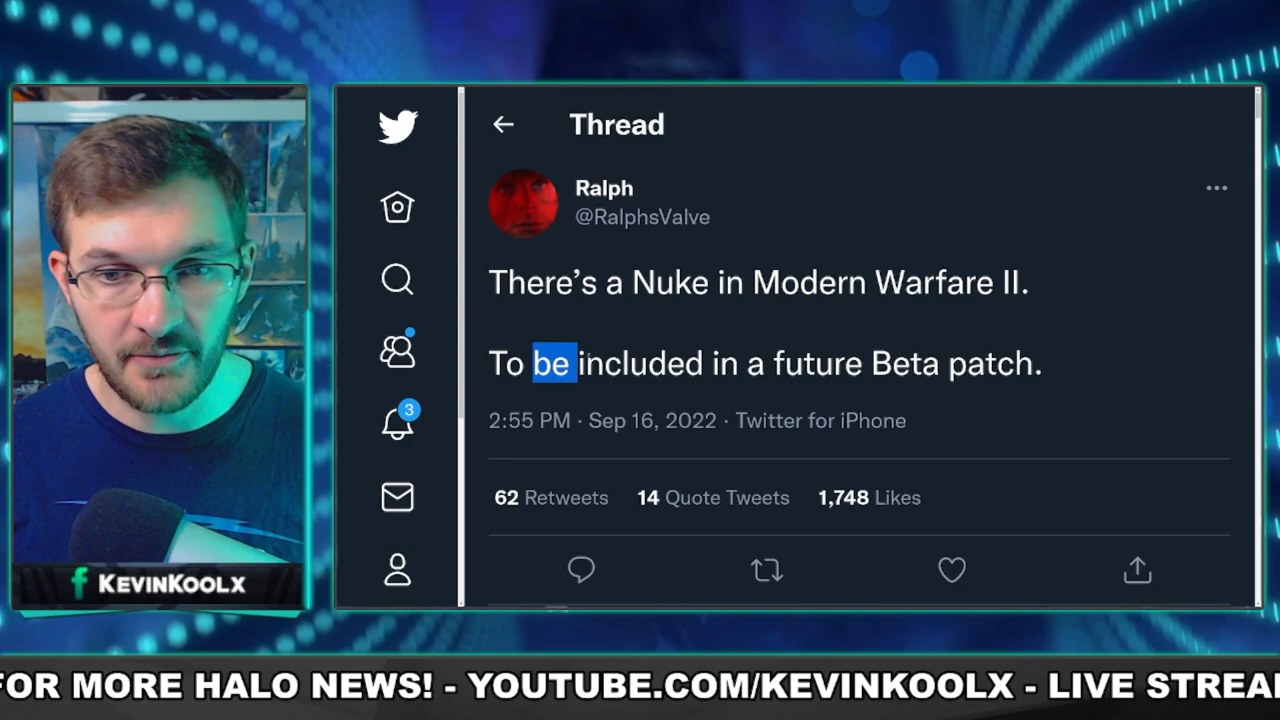 Thread
Ralph
@RalphsValve
There’s a Nuke in Modern Warfare II.
To be included in a future Beta patch.
2:55 PM · Sep 16, 2022 · Twitter for iPhone
3
62 Retweets 14 Quote Tweets 1,748 Likes
f KEVINKOOLX
FOR MORE HALO NEWS! - YOUTUBE.COM/KEVINKOOLX - LIVE STREA